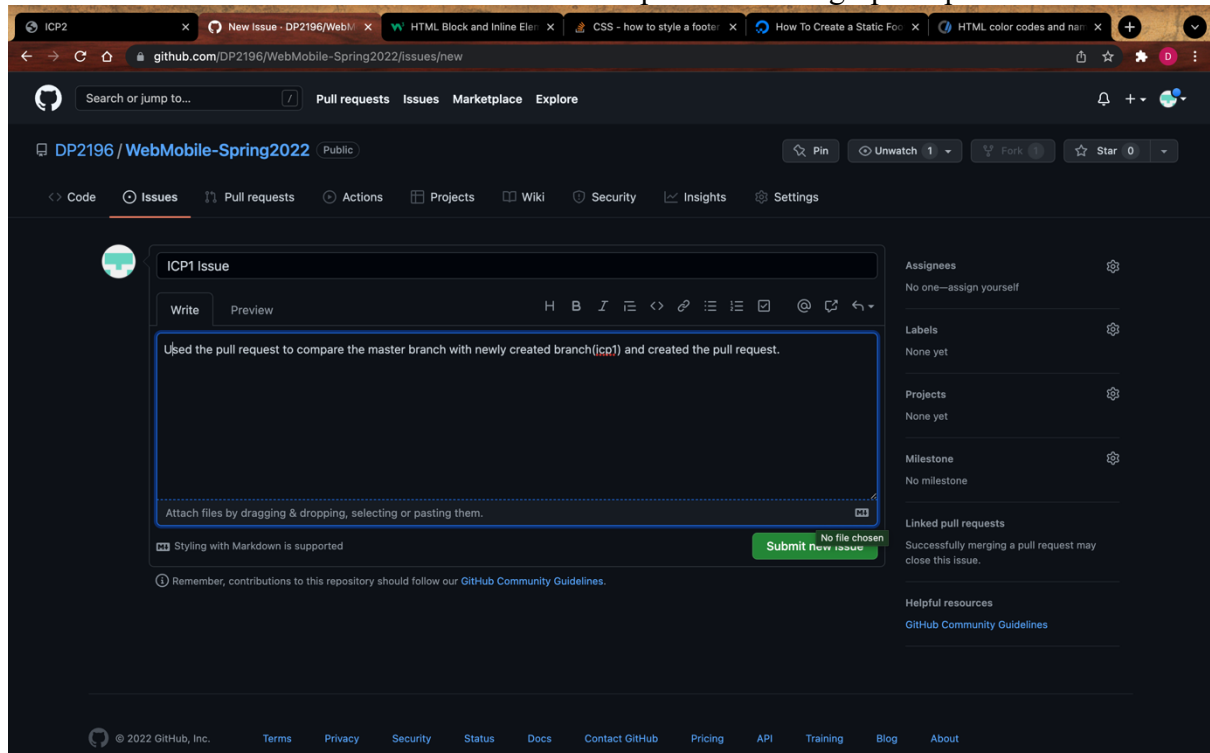 ICP2
New Issue · DP2196/WebM
HTML Block and Inline Elen
CSS - how to style a footer
How To Create a Static Foo
HTML color codes and nam
github.com/DP2196/WebMobile-Spring2022/issues/new
D
Search or jump to...
/
Pull requests Issues Marketplace Explore
DP2196 / WebMobile-Spring2022 Public
Pin
Unwatch 1
Fork 1
Star 0
Code
Issues
Pull requests
Actions
Projects
Wiki
Security
Insights
Settings
ICP1 Issue
Write Preview
Used the pull request to compare the master branch with newly created branch(icp1) and created the pull request.
Attach files by dragging & dropping, selecting or pasting them.
Styling with Markdown is supported
Submit new issue
No file chosen
Remember, contributions to this repository should follow our GitHub Community Guidelines.
Assignees
No one—assign yourself
Labels
None yet
Projects
None yet
Milestone
No milestone
Linked pull requests
Successfully merging a pull request may
close this issue.
Helpful resources
GitHub Community Guidelines
© 2022 GitHub, Inc. Terms Privacy Security Status Docs Contact GitHub Pricing API Training Blog About